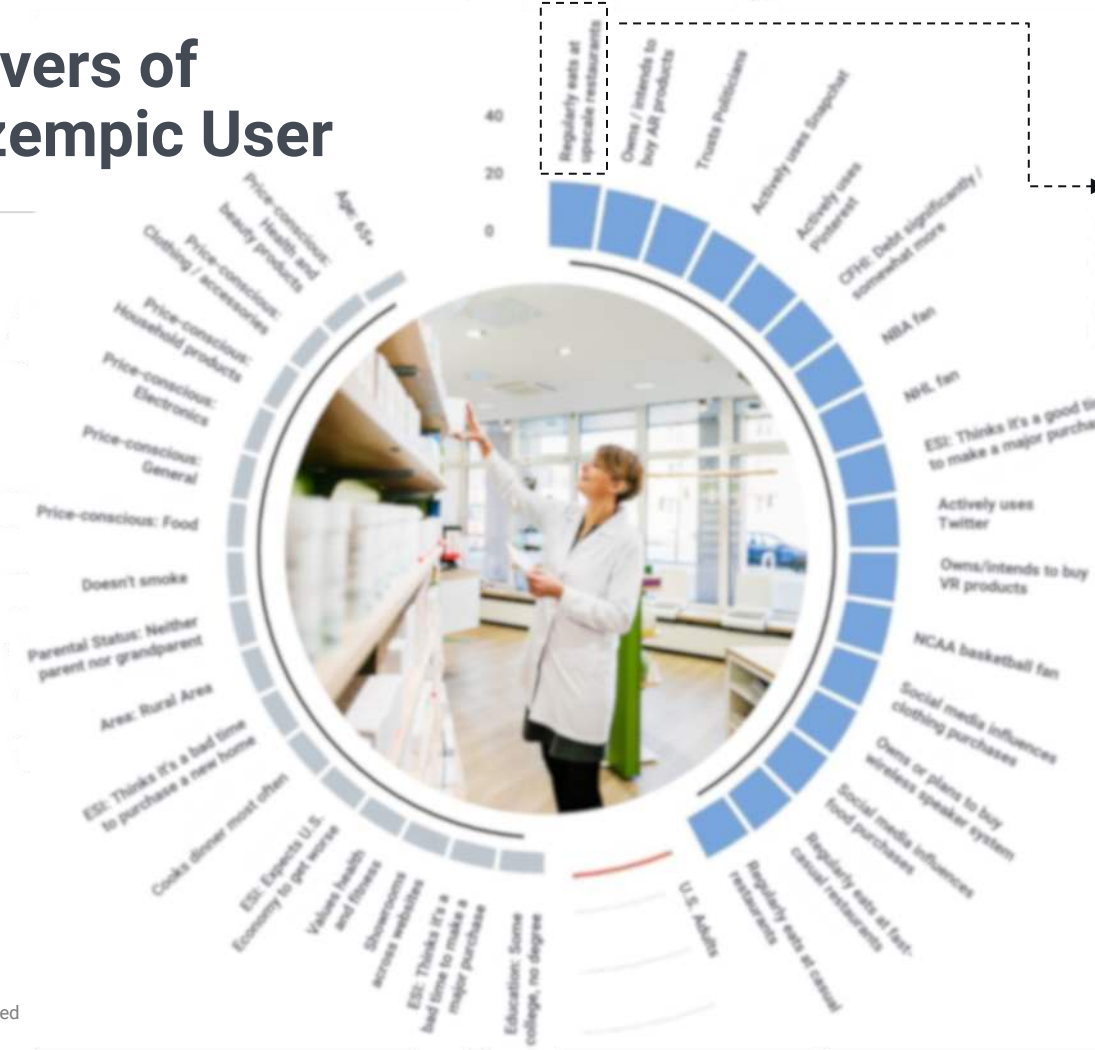 vers of
zempic User
40
20
0
Regularly eats at
upscale restaurants
Owns / intends to
buy AR products
Trusts Politicians
Actively uses Snapchat
Actively uses
Pinterest
CFHI: Debt significantly /
somewhat more
NBA fan
NHL fan
ESI: Thinks it's a good ti
to make a major purcha
Actively uses
Twitter
Owns/intends to buy
VR products
NCAA basketball fan
Social media influences
clothing purchases
Owns or plans to buy
wireless speaker system
Social media influences
food purchases
Regularly eats at fast-
casual restaurants
Regularly eats at casual
restaurants
U.S. Adults
Education: Some
college, no degree
ESI: Thinks it's a
bad time to make a
major purchase
Showrooms
across websites
Values health
and fitness
ESI: Expects U.S.
Economy to get worse
Cooks dinner most often
ESI: Thinks it's a bad time
to purchase a new home
Area: Rural Area
Parental Status: Neither
parent nor grandparent
Doesn't smoke
Price-conscious: Food
Price-conscious:
General
Price-conscious:
Electronics
Price-conscious:
Household products
Price-conscious:
Clothing / accessories
Price-conscious:
Health and
beauty products
Age: 65+
ed